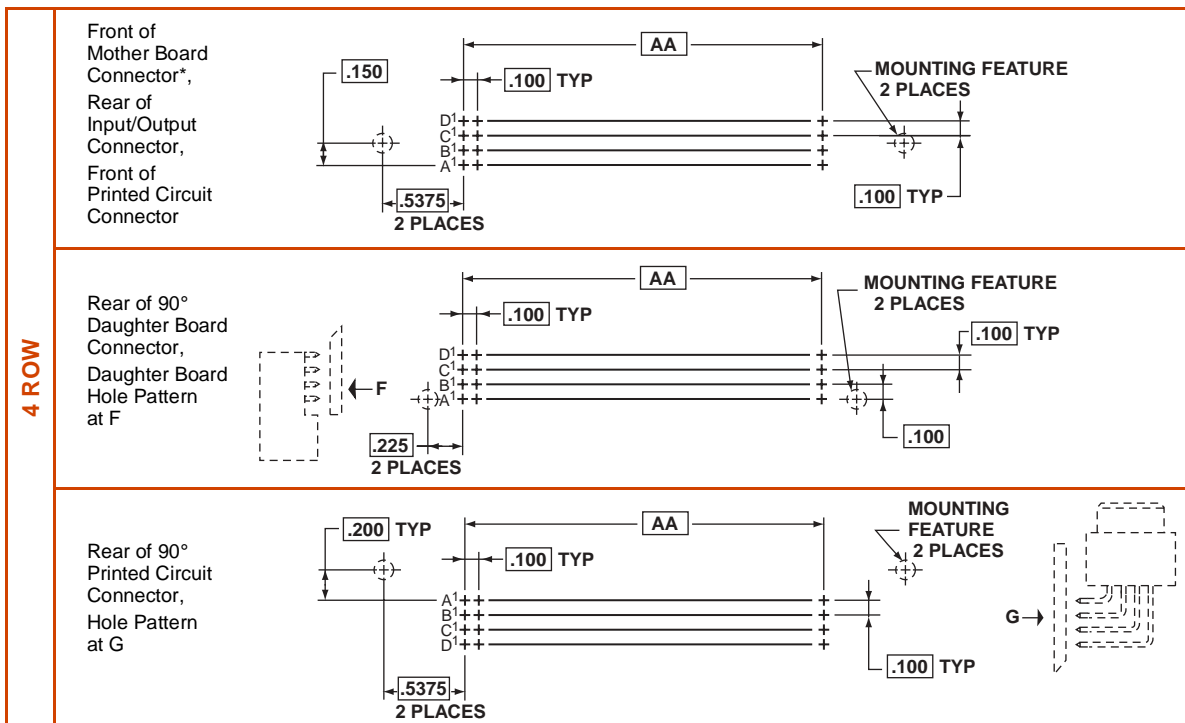 4 ROW
Front of
Mother Board
Connector*,
Rear of
Input/Output
Connector,
Front of
Printed Circuit
Connector
AA
.150
.100 TYP
MOUNTING FEATURE
2 PLACES
D1
C1
B1
A1
.5375
2 PLACES
.100 TYP
Rear of 90°
Daughter Board
Connector,
Daughter Board
Hole Pattern
at F
AA
MOUNTING FEATURE
2 PLACES
.100 TYP
.100 TYP
D1
C1
B1
A1
F
.225
2 PLACES
.100
Rear of 90°
Printed Circuit
Connector,
Hole Pattern
at G
AA
.200 TYP
.100 TYP
MOUNTING
FEATURE
2 PLACES
A1
B1
C1
D1
G
.100 TYP
.5375
2 PLACES